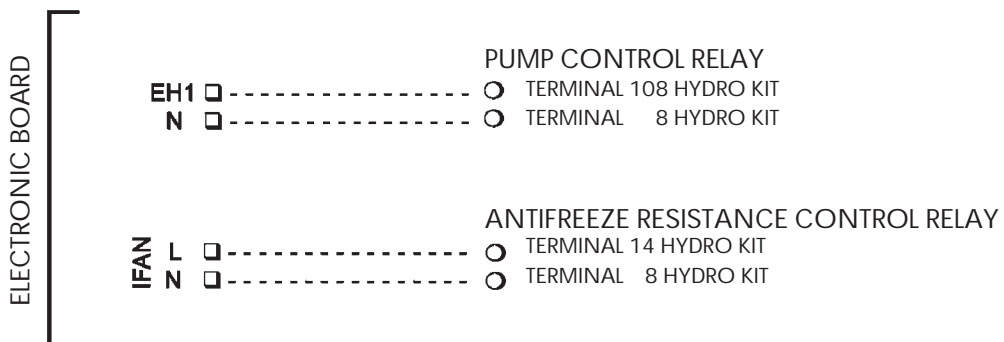 ELECTRONIC BOARD
PUMP CONTROL RELAY
EH1 TERMINAL 108 HYDRO KIT
N TERMINAL 8 HYDRO KIT
ANTIFREEZE RESISTANCE CONTROL RELAY
IFAN
L TERMINAL 14 HYDRO KIT
N TERMINAL 8 HYDRO KIT